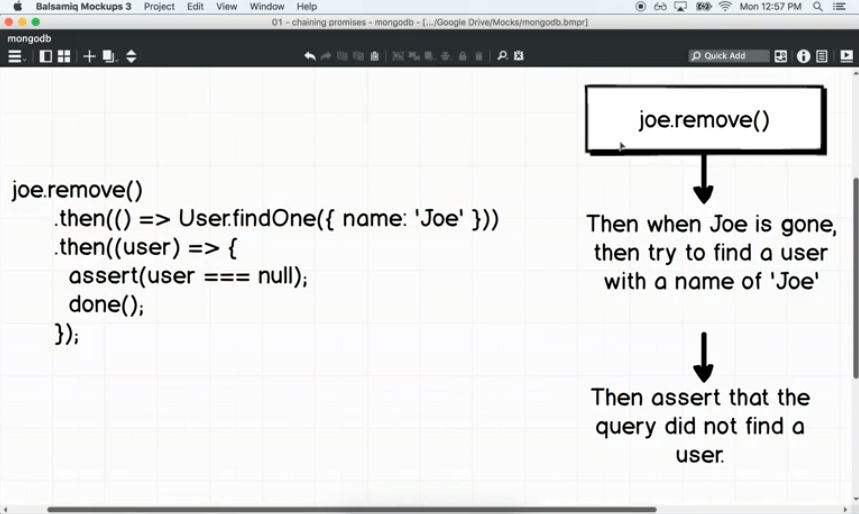 Balsamiq Mockups 3 Project Edit View Window Help Mon 12:57 PM
01 - chaining promises - mongodb - [.../Google Drive/Mocks/mongodb.bmpr]
mongodb
Quick Add
joe.remove()
joe.remove()
.then(() => User.findOne({ name: 'Joe' }))
.then((user) => {
assert(user === null);
done();
});
Then when Joe is gone,
then try to find a user
with a name of 'Joe'
Then assert that the
query did not find a
user.